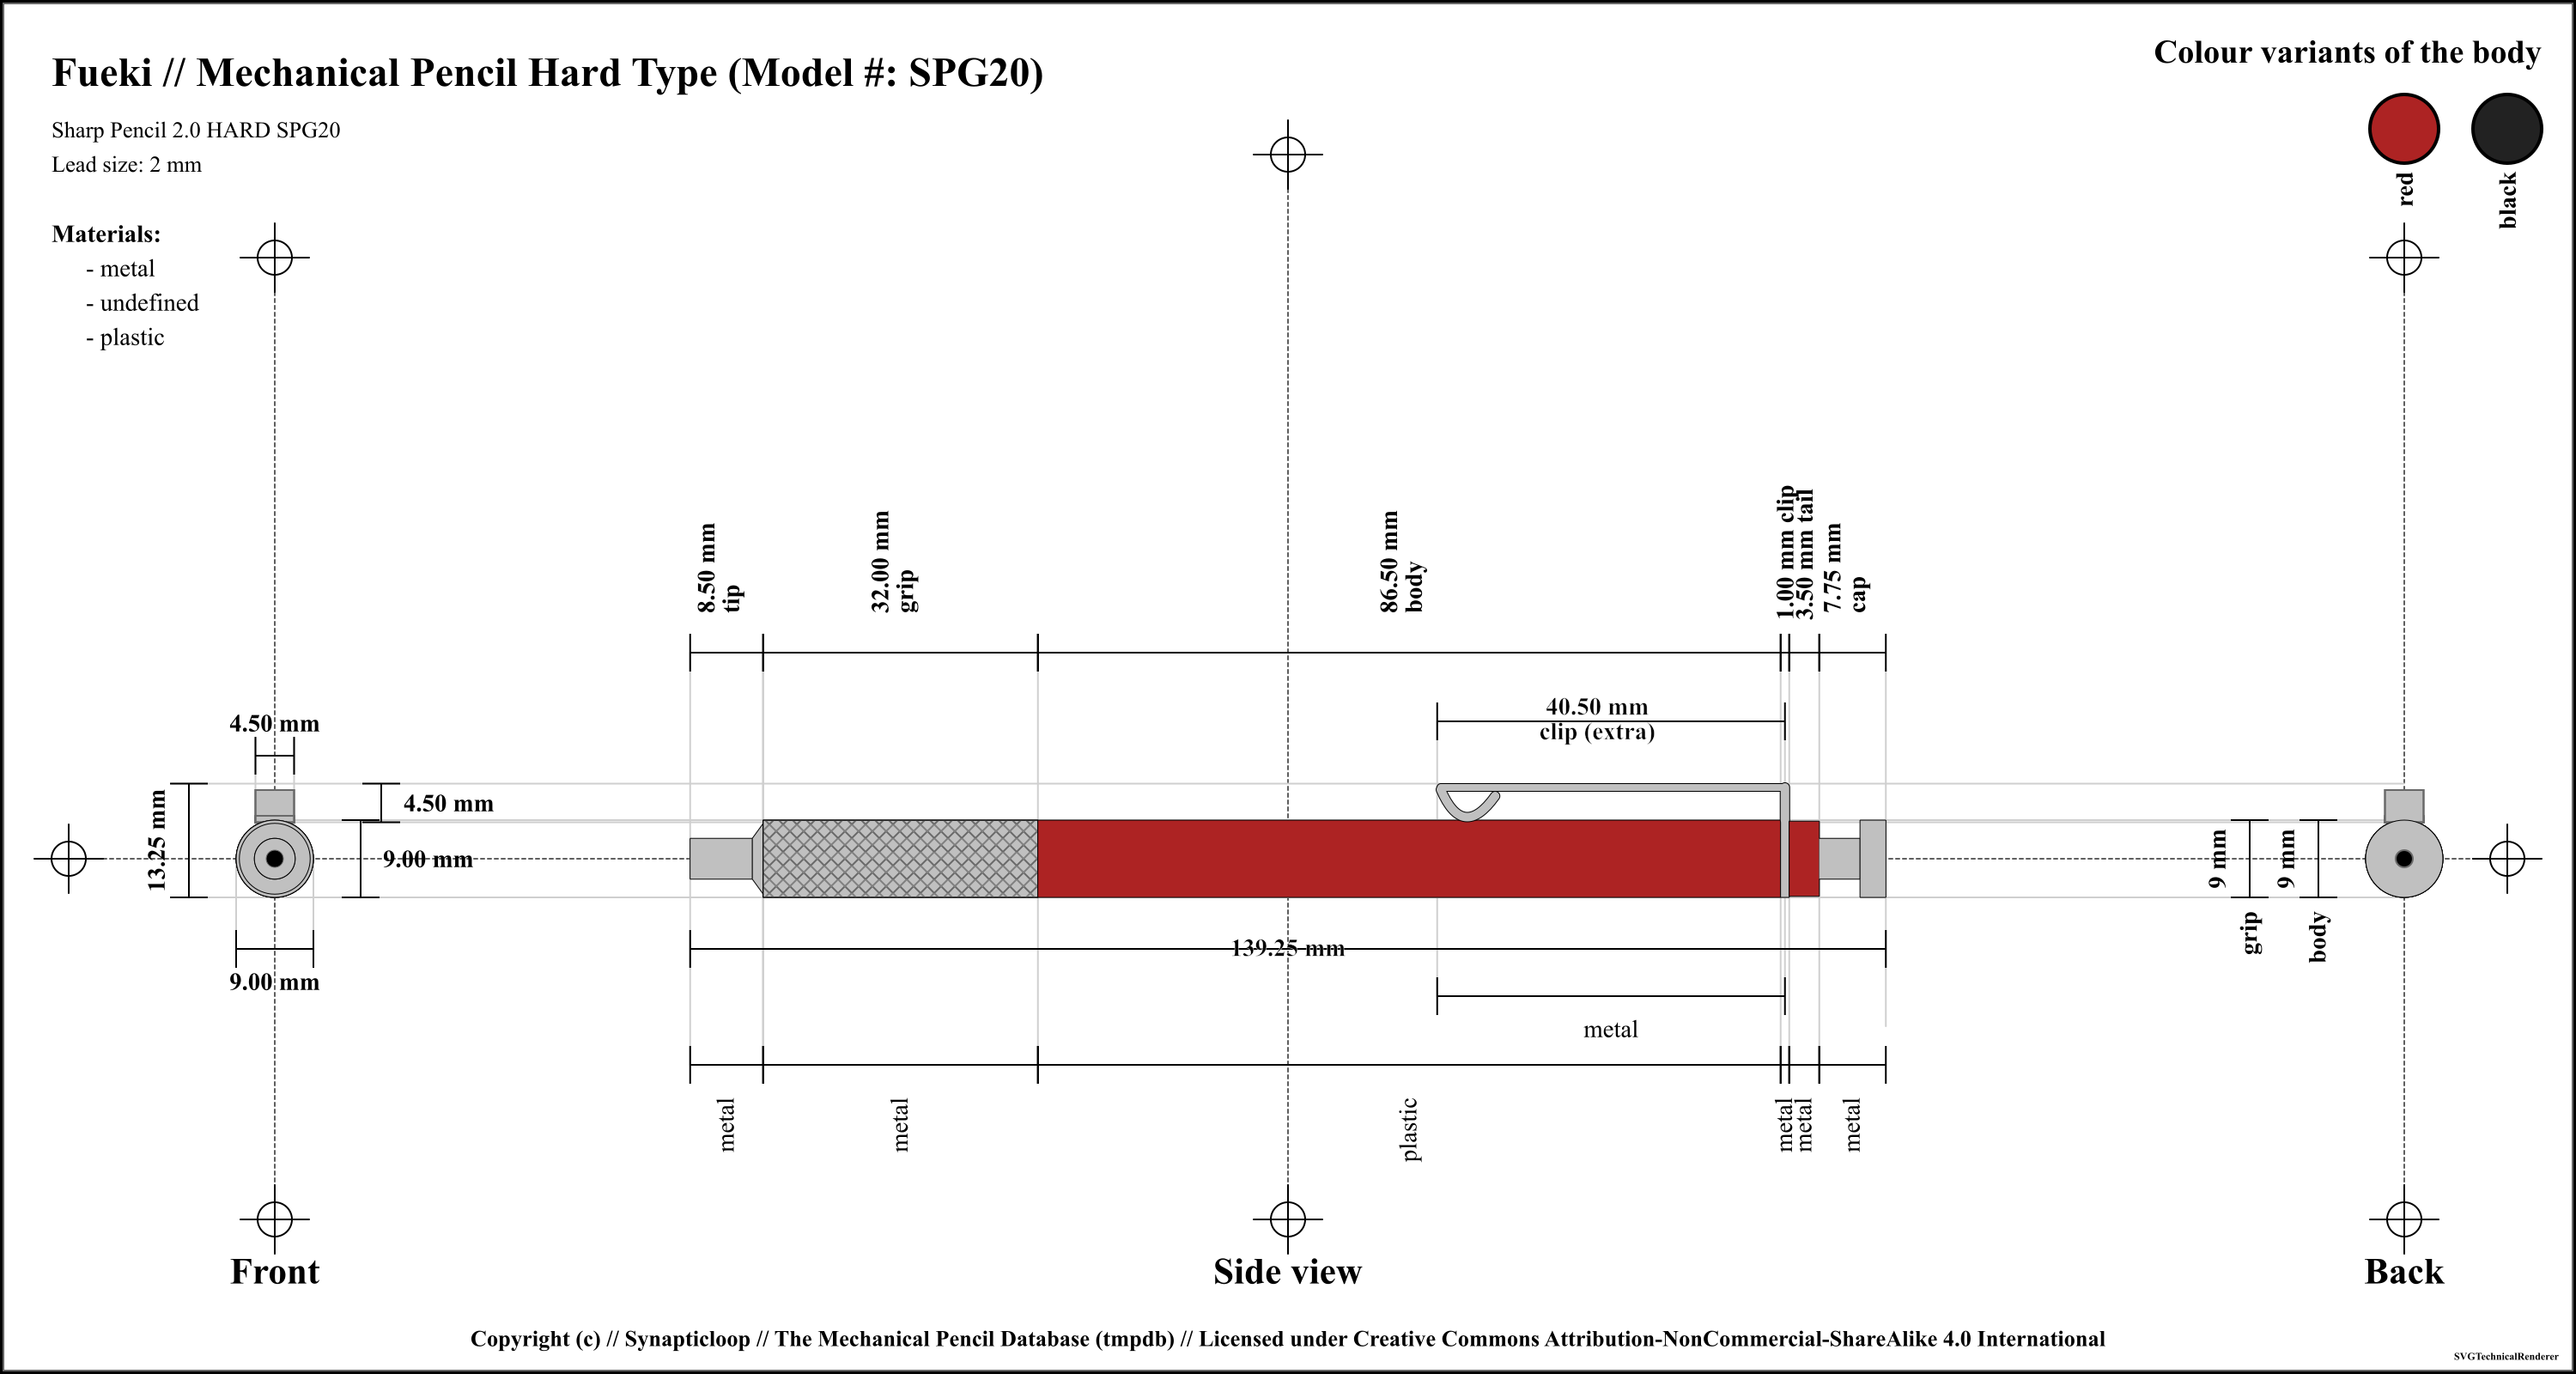 Fueki // Mechanical Pencil Hard Type (Model #: SPG20)
Sharp Pencil 2.0 HARD SPG20
Lead size: 2 mm
Materials:
- metal
- undefined
- plastic
Colour variants of the body
red
black
8.50 mm
tip
32.00 mm
grip
86.50 mm
body
1.00 mm clip
3.50 mm tail
7.75 mm
cap
40.50 mm
clip (extra)
4.50 mm
13.25 mm
4.50 mm
9.00 mm
9.00 mm
139.25 mm
9 mm
grip
9 mm
body
metal
metal
metal
plastic
metal
metal
metal
Front
Side view
Back
Copyright (c) // Synapticloop // The Mechanical Pencil Database (tmpdb) // Licensed under Creative Commons Attribution-NonCommercial-ShareAlike 4.0 International
SVGTechnicalRenderer